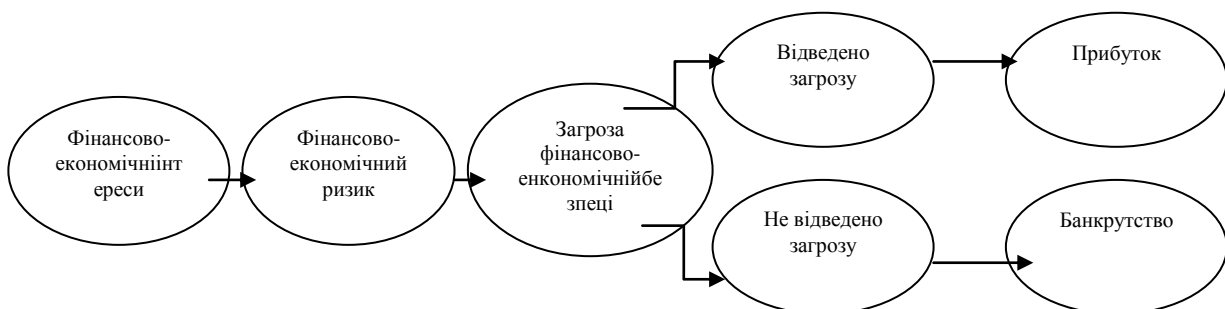 Фінансово-
економічніінт
ереси
Фінансово-
економічний
ризик
Загроза
фінансово-
енкономічнійбе
зпеці
Відведено
загрозу
Прибуток
Не відведено
загрозу
Банкрутство